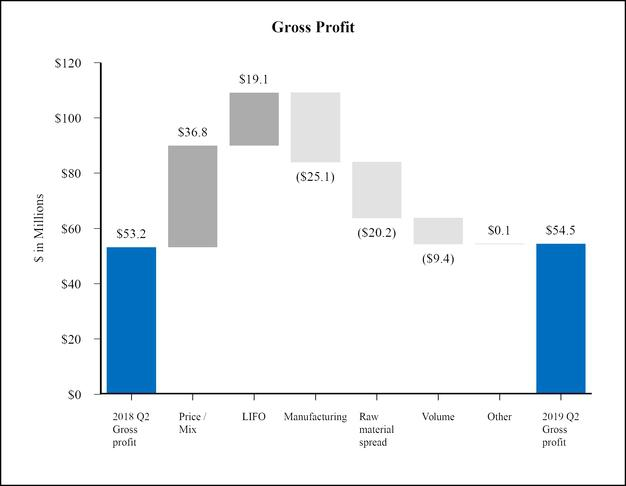 Gross Profit
$ in Millions
$120
$100
$80
$60
$40
$20
$0
$53.2
$36.8
$19.1
($25.1)
($20.2)
($9.4)
$0.1
$54.5
2018 Q2
Gross
profit
Price /
Mix
LIFO
Manufacturing
Raw
material
spread
Volume
Other
2019 Q2
Gross
profit